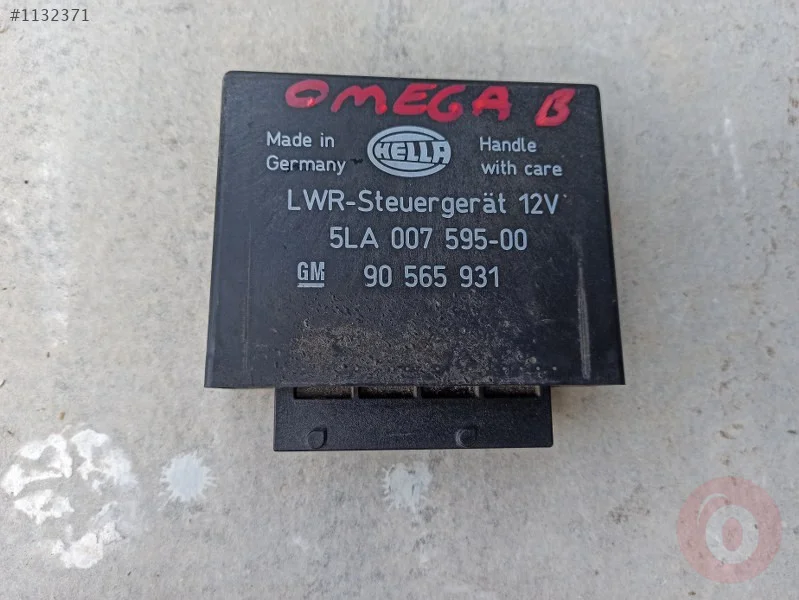 #1132371
OMEGA B
Made in Germany
HELLA
Handle with care
LWR-Steuergerät 12V
5LA 007 595-00
GM 90 565 931